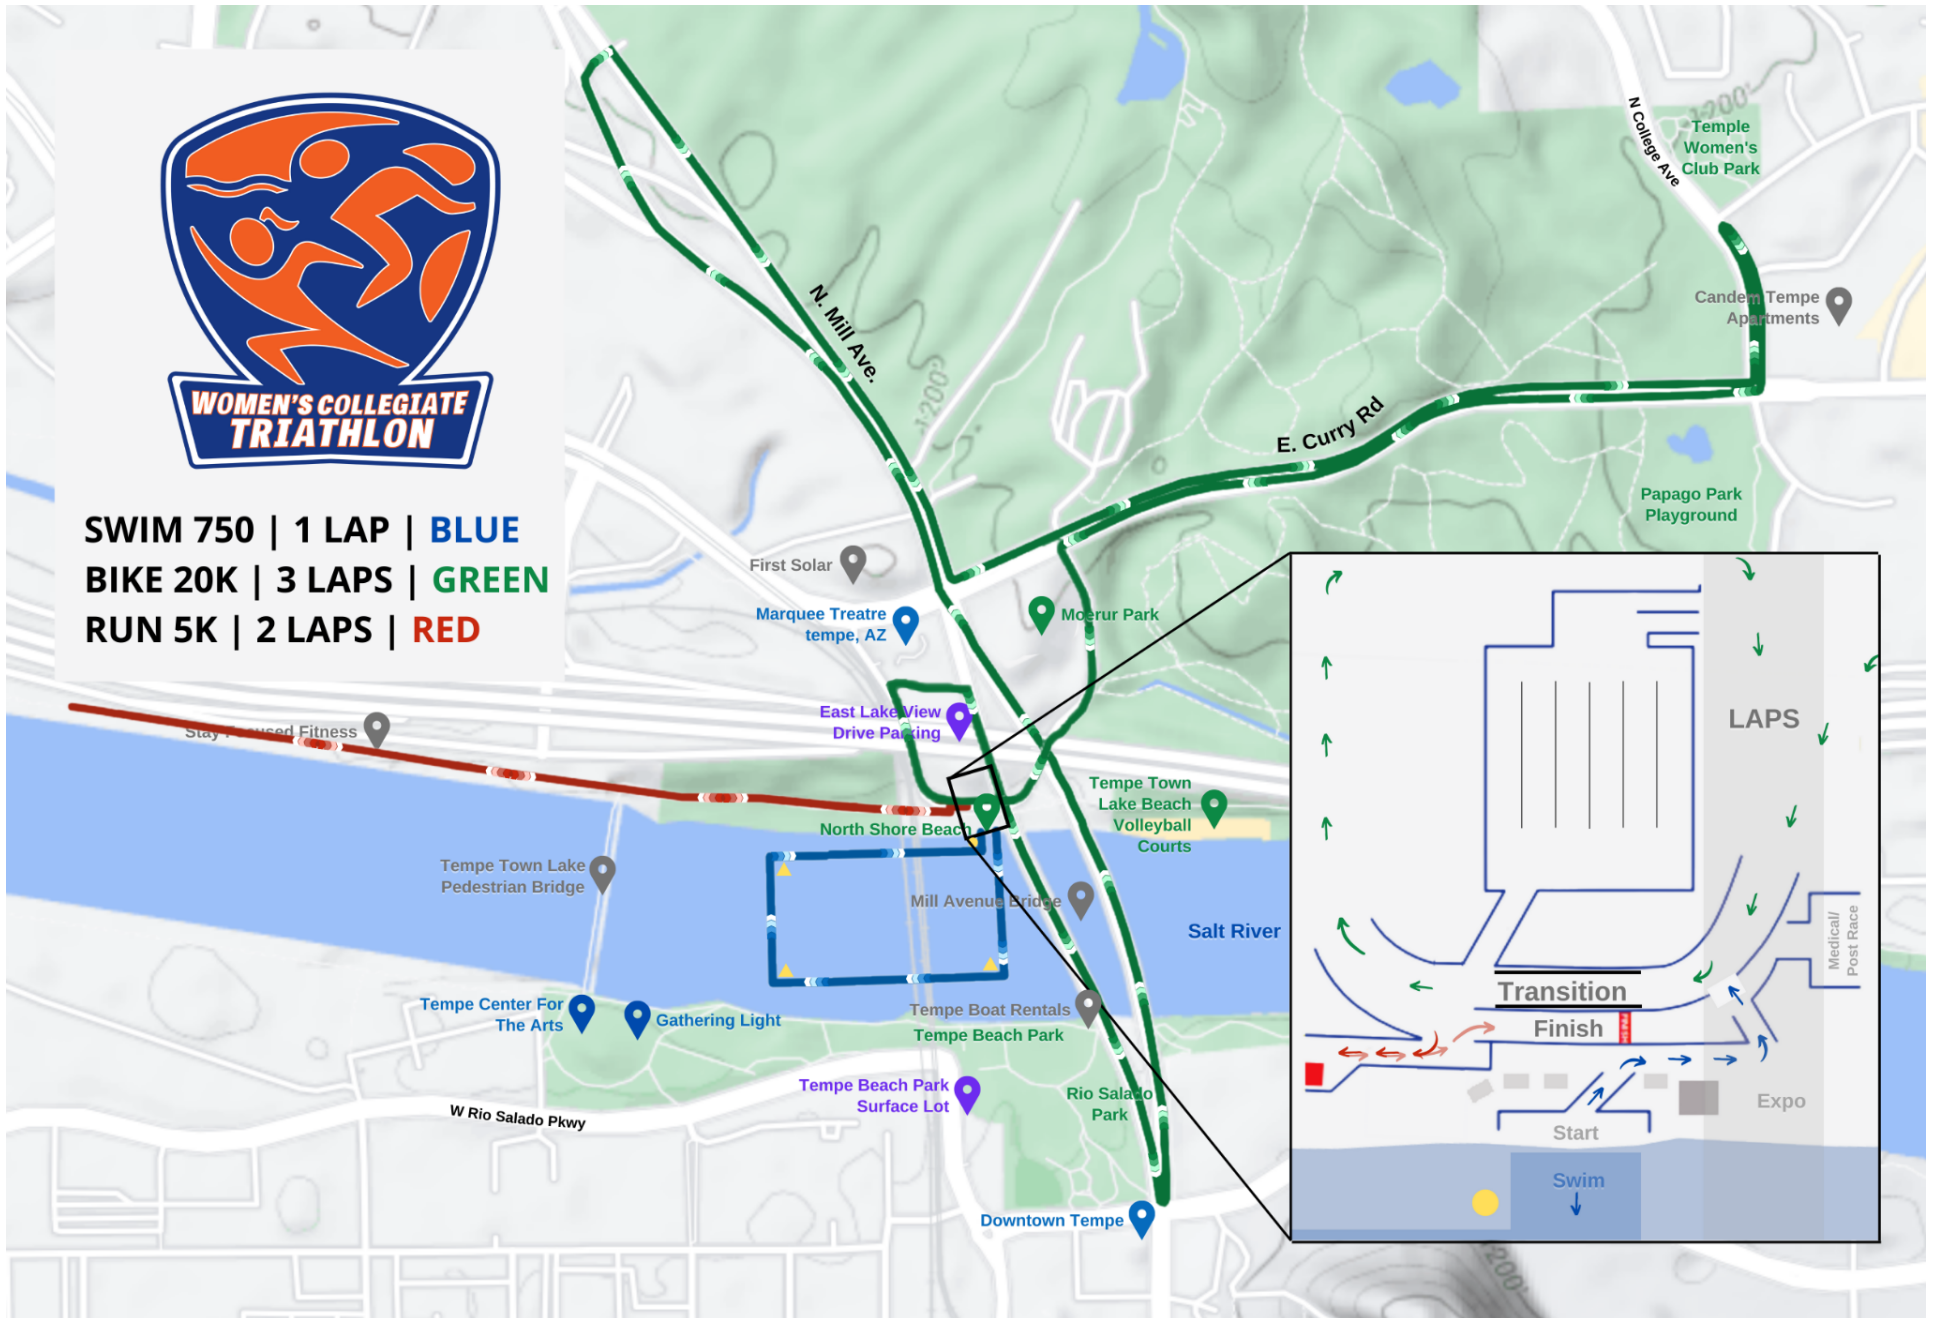 WOMEN'S COLLEGIATE
TRIATHLON
SWIM 750 | 1 LAP | BLUE
BIKE 20K | 3 LAPS | GREEN
RUN 5K | 2 LAPS | RED
N College Ave
1200'
Temple
Women's
Club Park
Candem Tempe
Apartments
N. Mill Ave.
1200'
E. Curry Rd
Papago Park
Playground
First Solar
Marquee Treatre
tempe, AZ
Moerur Park
East Lake View
Drive Parking
Stay Focused Fitness
Tempe Town
Lake Beach
Volleyball
Courts
North Shore Beach
Tempe Town Lake
Pedestrian Bridge
Mill Avenue Bridge
Salt River
Tempe Center For
The Arts
Gathering Light
Tempe Boat Rentals
Tempe Beach Park
Tempe Beach Park
Surface Lot
Rio Salado
Park
W Rio Salado Pkwy
Downtown Tempe
1200'
LAPS
Medical/
Post Race
Transition
Finish
FINISH
Expo
Start
Swim